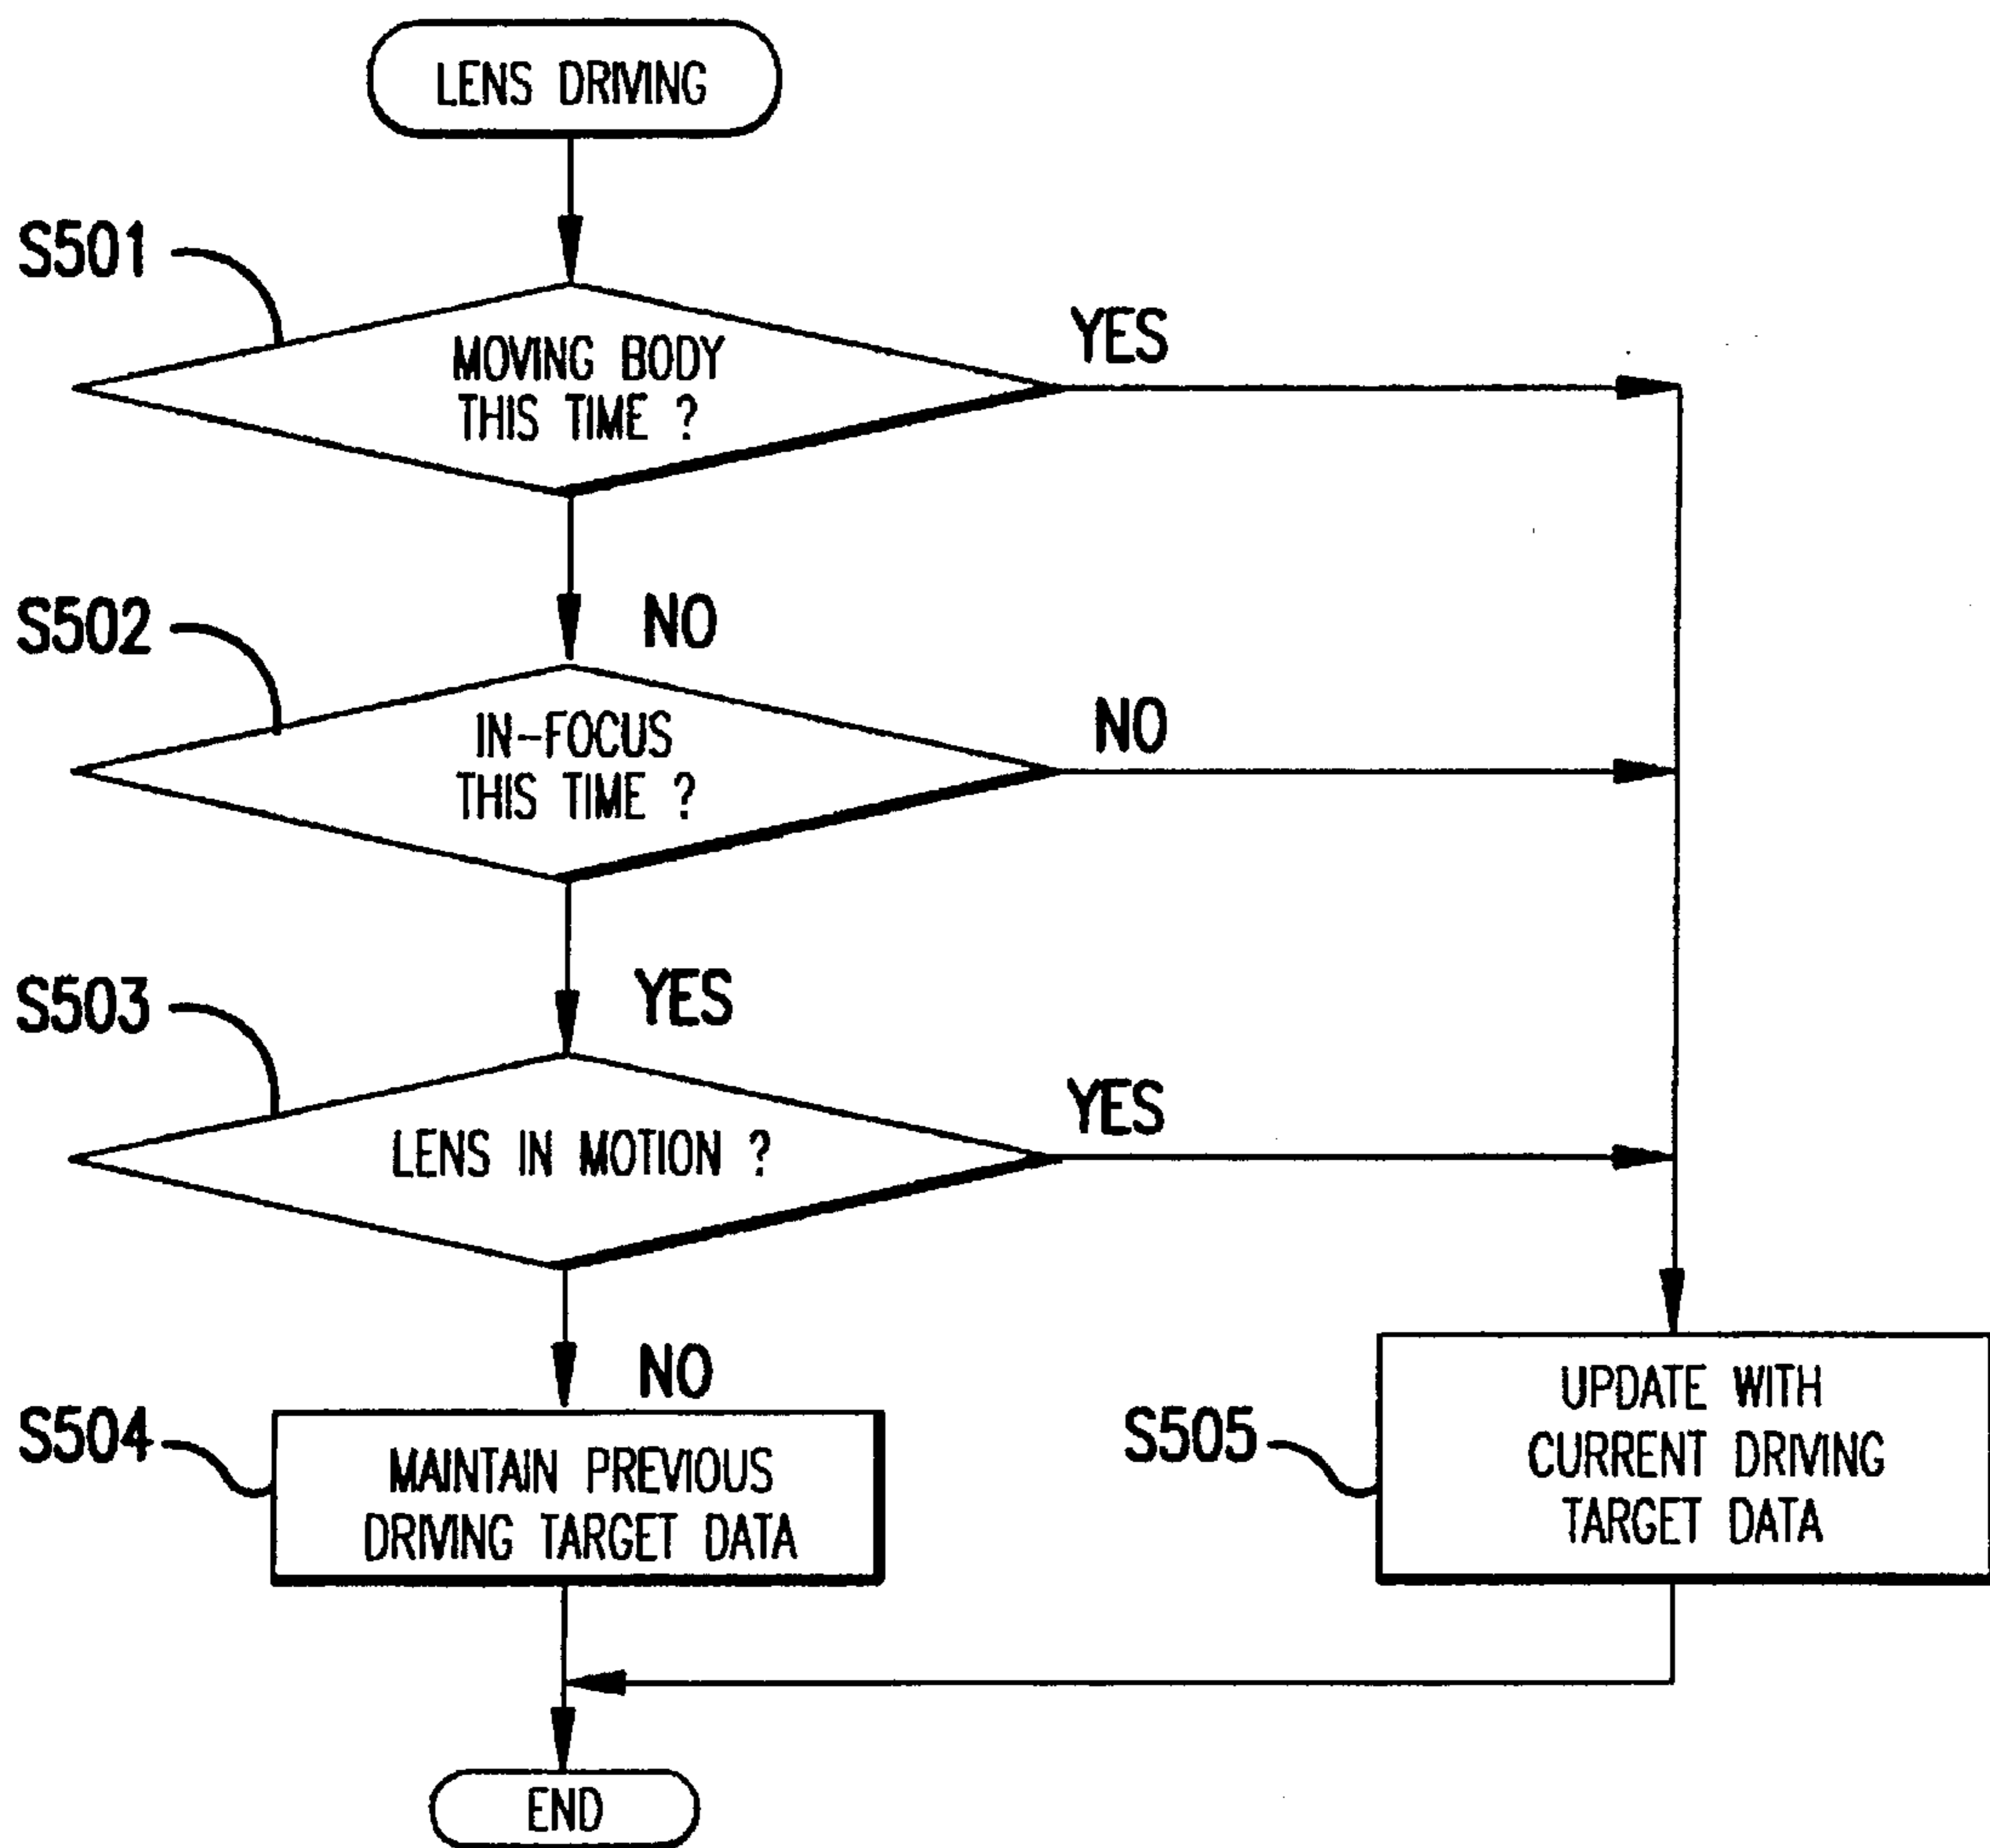 LENS DRIVING
S501
MOVING BODY
THIS TIME ?
YES
NO
S502
IN-FOCUS
THIS TIME ?
NO
YES
S503
LENS IN MOTION ?
YES
NO
S504
MAINTAIN PREVIOUS
DRIVING TARGET DATA
S505
UPDATE WITH
CURRENT DRIVING
TARGET DATA
END